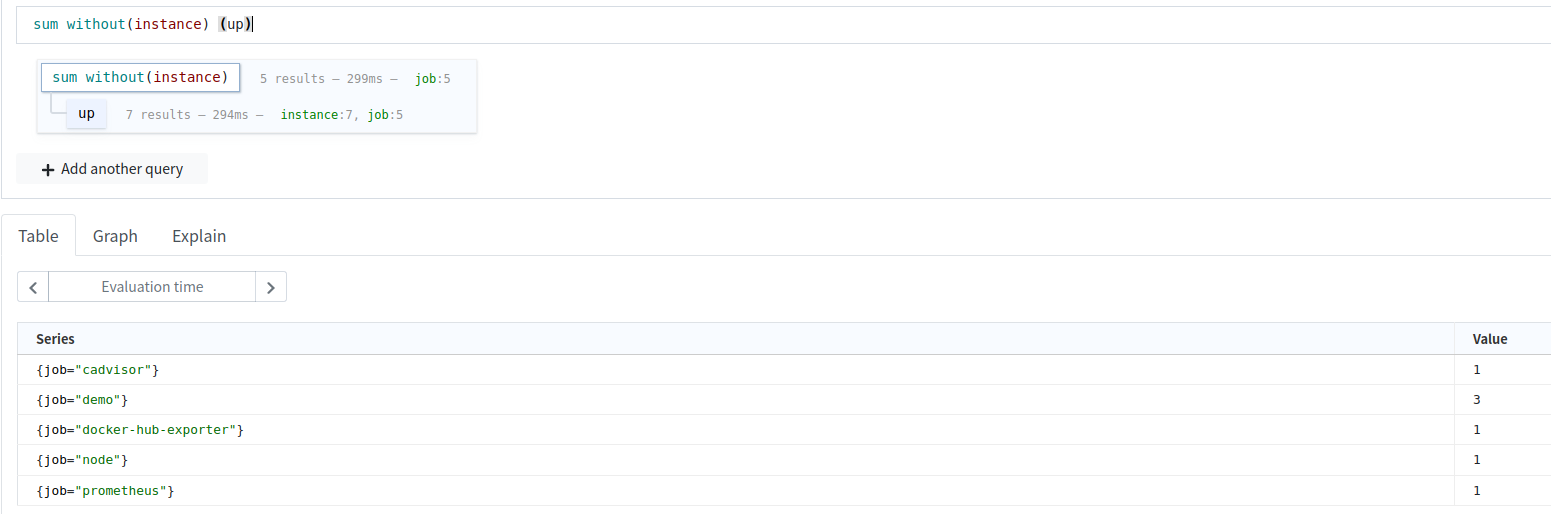 sum without(instance) (up)
sum without(instance) 5 results – 299ms – job:5
up 7 results – 294ms – instance:7, job:5
+ Add another query
Table Graph Explain
Evaluation time
Series Value
{job="cadvisor"} 1
{job="demo"} 3
{job="docker-hub-exporter"} 1
{job="node"} 1
{job="prometheus"} 1